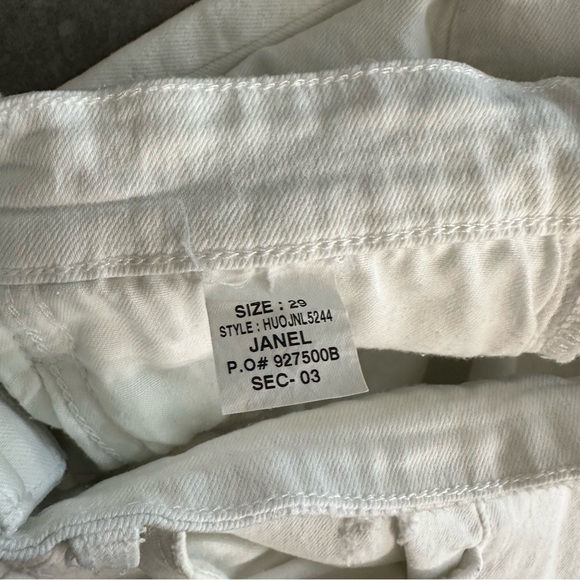 SIZE : 29
STYLE : HUOJNL5244
JANEL
P.O# 927500B
SEC- 03